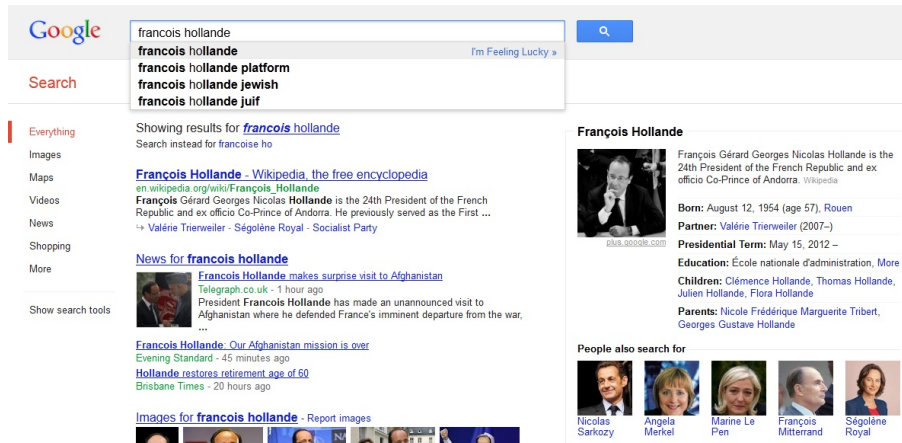 Google
francois hollande
francois hollande
I'm Feeling Lucky »
francois hollande platform
francois hollande jewish
francois hollande juif
Search
Everything
Images
Maps
Videos
News
Shopping
More
Show search tools
Showing results for francois hollande
Search instead for francoise ho
François Hollande - Wikipedia, the free encyclopedia
en.wikipedia.org/wiki/François_Hollande
François Gérard Georges Nicolas Hollande is the 24th President of the French
Republic and ex officio Co-Prince of Andorra. He previously served as the First ...
↪ Valérie Trierweiler - Ségolène Royal - Socialist Party
News for francois hollande
Francois Hollande makes surprise visit to Afghanistan
Telegraph.co.uk - 1 hour ago
President Francois Hollande has made an unannounced visit to
Afghanistan where he defended France's imminent departure from the war,
...
Francois Hollande: Our Afghanistan mission is over
Evening Standard - 45 minutes ago
Hollande restores retirement age of 60
Brisbane Times - 20 hours ago
Images for francois hollande - Report images
François Hollande
François Gérard Georges Nicolas Hollande is the
24th President of the French Republic and ex
officio Co-Prince of Andorra. Wikipedia
plus.google.com
Born: August 12, 1954 (age 57), Rouen
Partner: Valérie Trierweiler (2007–)
Presidential Term: May 15, 2012 –
Education: École nationale d'administration, More
Children: Clémence Hollande, Thomas Hollande,
Julien Hollande, Flora Hollande
Parents: Nicole Frédérique Marguerite Tribert,
Georges Gustave Hollande
People also search for
Nicolas
Sarkozy
Angela
Merkel
Marine Le
Pen
François
Mitterrand
Ségolène
Royal